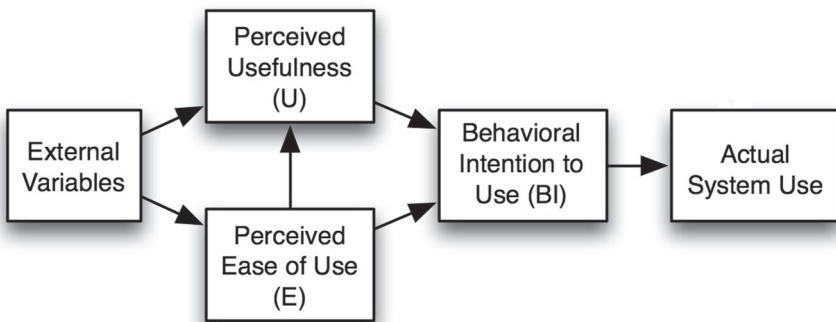 External
Variables
Perceived
Usefulness
(U)
Perceived
Ease of Use
(E)
Behavioral
Intention to
Use (BI)
Actual
System Use